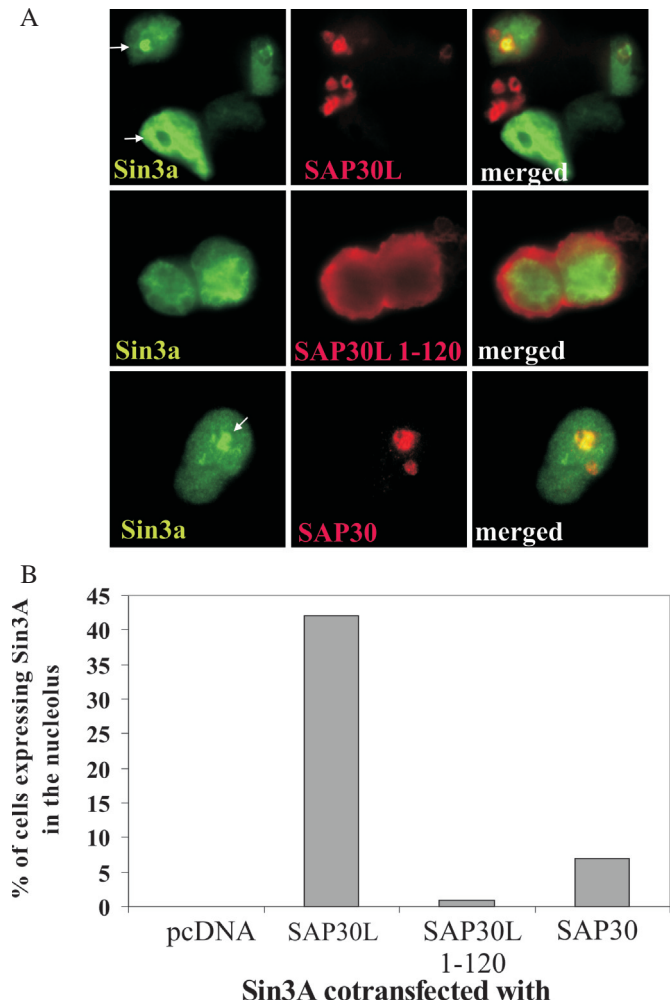 A
Sin3a SAP30L merged
Sin3a SAP30L 1-120 merged
Sin3a SAP30 merged
B
% of cells expressing Sin3A
in the nucleolus
45
40
35
30
25
20
15
10
5
0
pcDNA SAP30L SAP30L SAP30
1-120
Sin3A cotransfected with